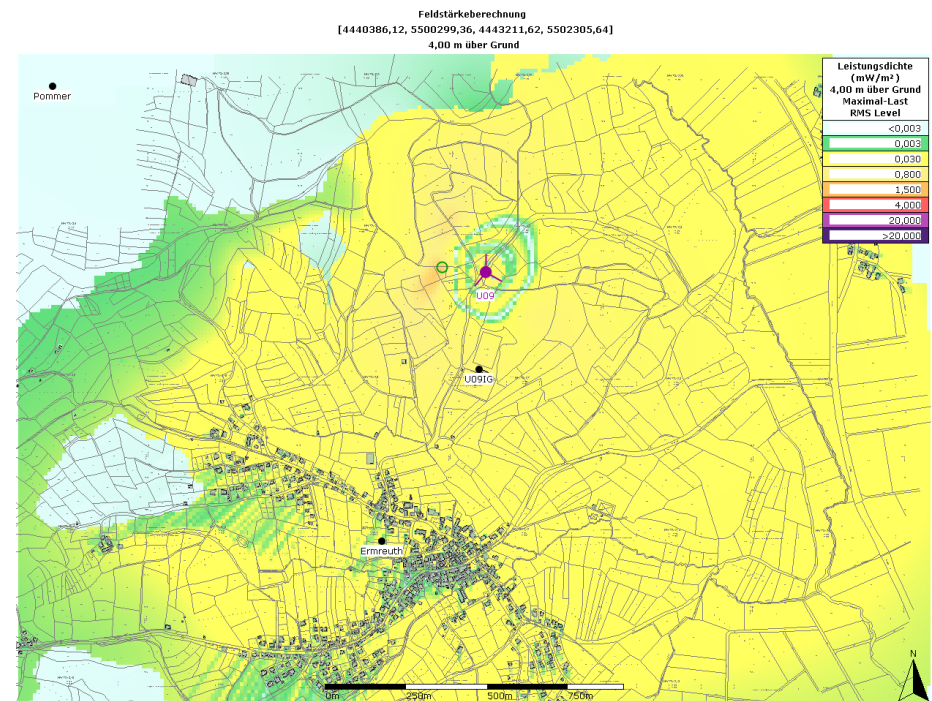 Feldstärkeberechnung
[4440386,12, 5500299,36, 4443211,62, 5502305,64]
4,00 m über Grund
Leistungsdichte
(mW/m²)
4,00 m über Grund
Maximal-Last
RMS Level
<0,003
0,003
0,030
0,800
1,500
4,000
20,000
>20,000
Pommer
U09
U09IG
Ermreuth
N
0m
250m
500m
750m